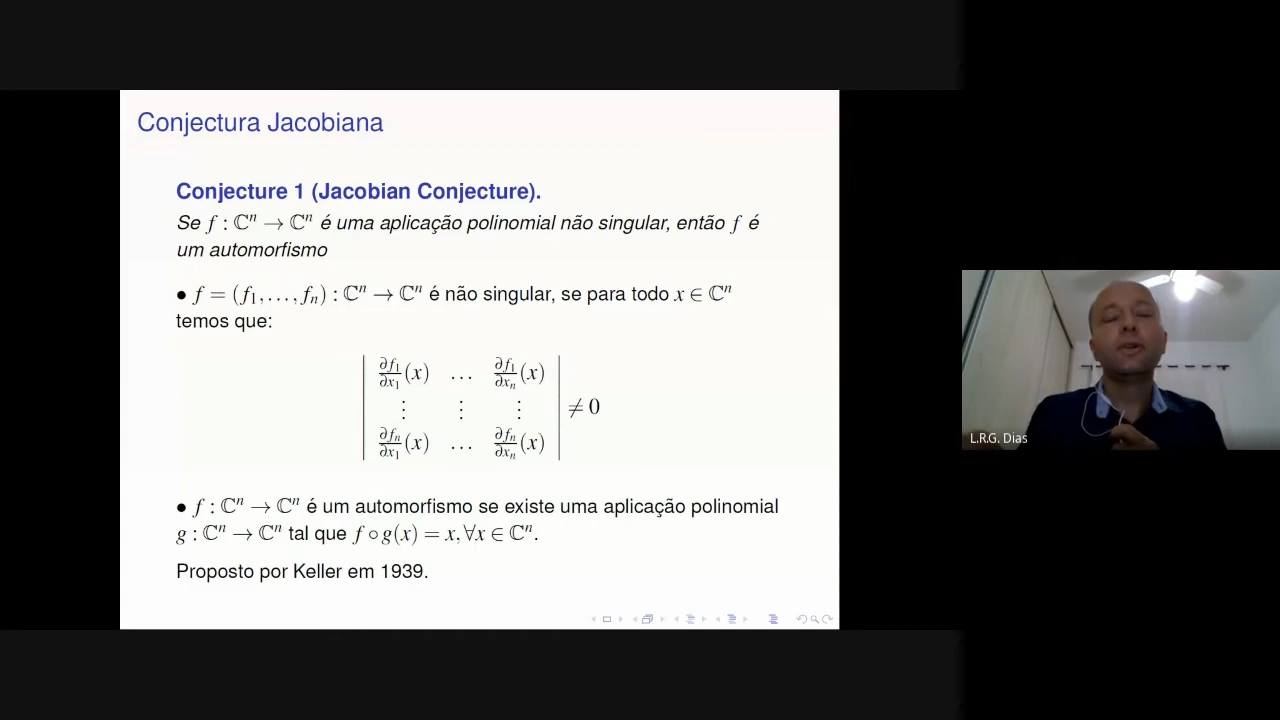 Conjectura Jacobiana
Conjecture 1 (Jacobian Conjecture).
Se f : ℂⁿ → ℂⁿ é uma aplicação polinomial não singular, então f é
um automorfismo
• f = (f₁,…,fₙ) : ℂⁿ → ℂⁿ é não singular, se para todo x ∈ ℂⁿ
temos que:
| ∂f₁/∂x₁ (x) … ∂f₁/∂xₙ (x) |
| ⋮ ⋮ ⋮ | ≠ 0
| ∂fₙ/∂x₁ (x) … ∂fₙ/∂xₙ (x) |
• f : ℂⁿ → ℂⁿ é um automorfismo se existe uma aplicação polinomial
g : ℂⁿ → ℂⁿ tal que f ∘ g(x) = x, ∀x ∈ ℂⁿ.
Proposto por Keller em 1939.
L.R.G. Dias